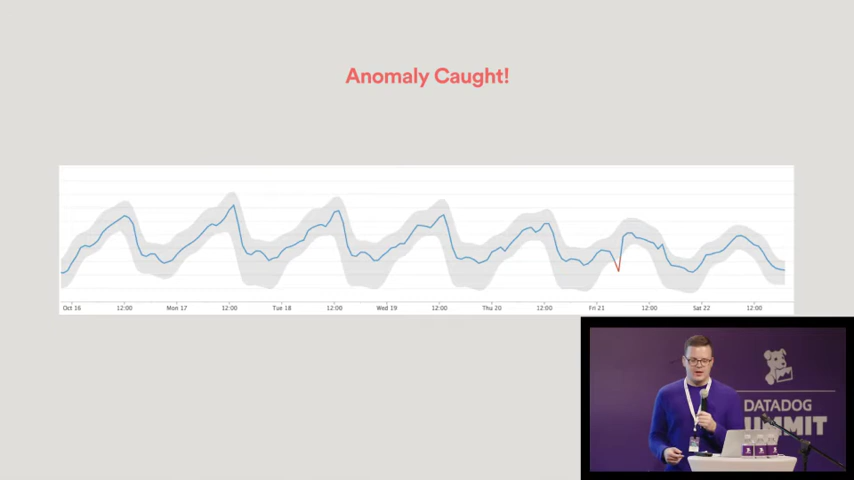 Anomaly Caught!
Oct 16 12:00 Mon 17 12:00 Tue 18 12:00 Wed 19 12:00 Thu 20 12:00 Fri 21 12:00 Sat 22 12:00
DATADOG
SUMMIT